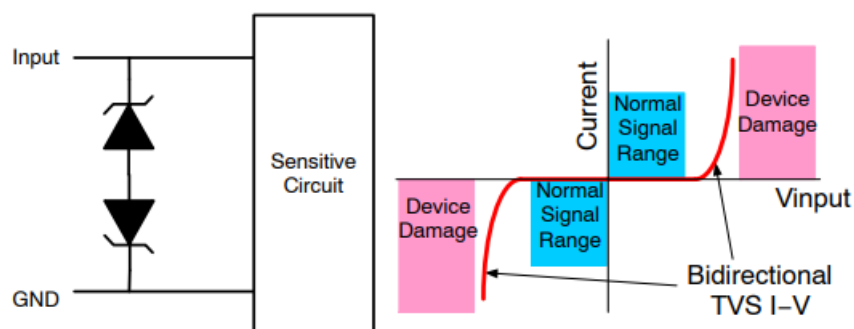 Input
Sensitive
Circuit
GND
Current
Normal
Signal
Range
Device
Damage
Device
Damage
Normal
Signal
Range
Vinput
Bidirectional
TVS I−V